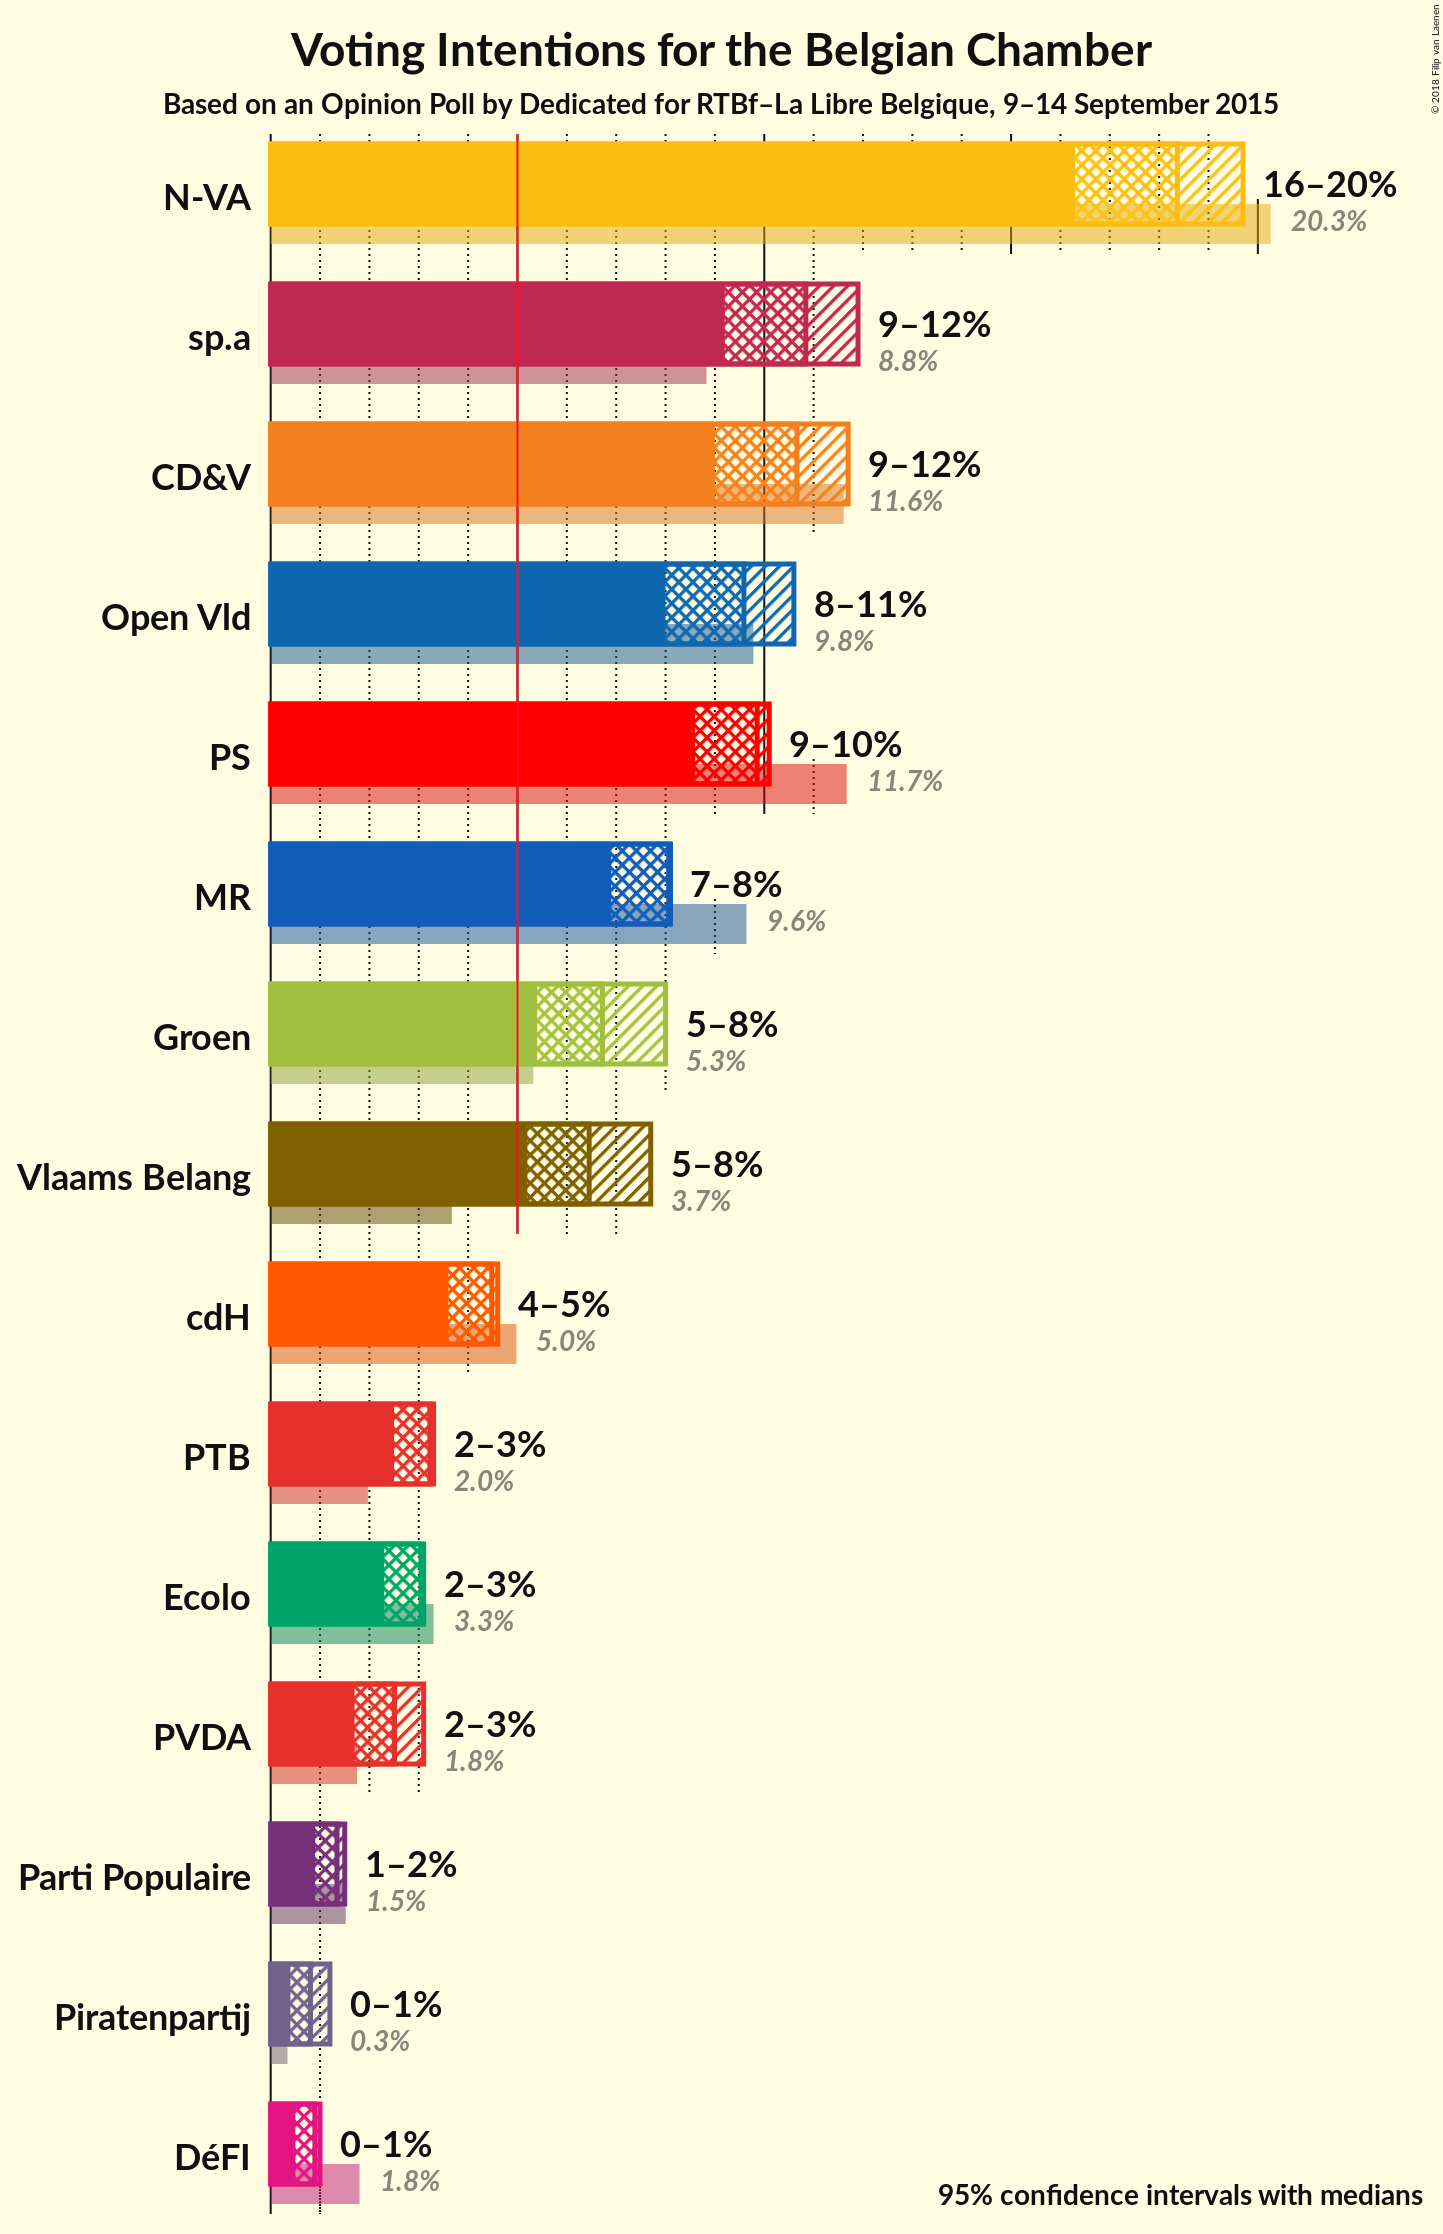 Voting Intentions for the Belgian Chamber
Based on an Opinion Poll by Dedicated for RTBf–La Libre Belgique, 9–14 September 2015
© 2018 Filip van Laenen
N-VA
16–20%
20.3%
sp.a
9–12%
8.8%
CD&V
9–12%
11.6%
Open Vld
8–11%
9.8%
PS
9–10%
11.7%
MR
7–8%
9.6%
Groen
5–8%
5.3%
Vlaams Belang
5–8%
3.7%
cdH
4–5%
5.0%
PTB
2–3%
2.0%
Ecolo
2–3%
3.3%
PVDA
2–3%
1.8%
Parti Populaire
1–2%
1.5%
Piratenpartij
0–1%
0.3%
DéFI
0–1%
1.8%
95% confidence intervals with medians